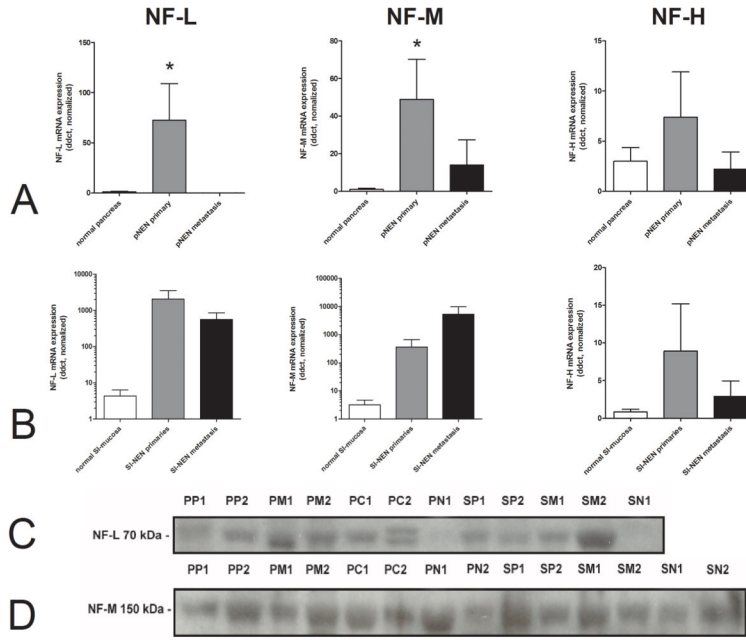 NF-L NF-M NF-H
NF-L mRNA expression
(ddct, nomalized)
150
100
50
0
*
normal pancreas
pNEN primary
pNEN metastasis
NF-M mRNA expression
(ddct, nomalized)
80
60
40
20
0
*
normal pancreas
pNEN primary
pNEN metastasis
NF-H mRNA expression
(ddct, nomalized)
15
10
5
0
normal pancreas
pNEN primary
pNEN metastasis
A
NF-L mRNA expression
(ddct, nomalized)
10000
1000
100
10
1
normal SI-mucosa
SI-NEN primaries
SI-NEN metastasis
NF-M mRNA expression
(ddct, nomalized)
100000
10000
1000
100
10
1
normal SI-mucosa
SI-NEN primaries
SI-NEN metastasis
NF-H mRNA expression
(ddct, nomalized)
20
15
10
5
0
normal SI-mucosa
SI-NEN primaries
SI-NEN metastasis
B
PP1 PP2 PM1 PM2 PC1 PC2 PN1 SP1 SP2 SM1 SM2 SN1
C NF-L 70 kDa -
PP1 PP2 PM1 PM2 PC1 PC2 PN1 PN2 SP1 SP2 SM1 SM2 SN1 SN2
D NF-M 150 kDa -